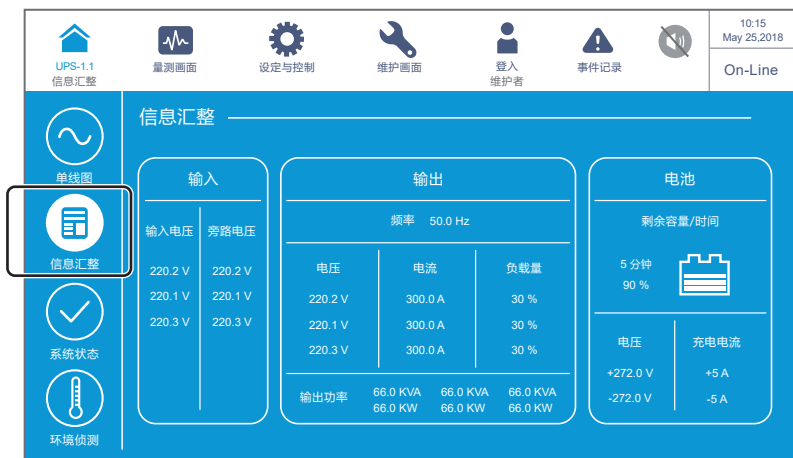 UPS-1.1
信息汇整
量测画面
设定与控制
维护画面
登入
维护者
事件记录
10:15
May 25,2018
On-Line
单线图
信息汇整
系统状态
环境侦测
信息汇整
输入
输入电压 旁路电压
220.2 V 220.2 V
220.1 V 220.1 V
220.3 V 220.3 V
输出
频率 50.0 Hz
电压 电流 负载量
220.2 V 300.0 A 30 %
220.1 V 300.0 A 30 %
220.3 V 300.0 A 30 %
输出功率 66.0 KVA 66.0 KVA 66.0 KVA
66.0 KW 66.0 KW 66.0 KW
电池
剩余容量/时间
5 分钟
90 %
电压 充电电流
+272.0 V +5 A
-272.0 V -5 A